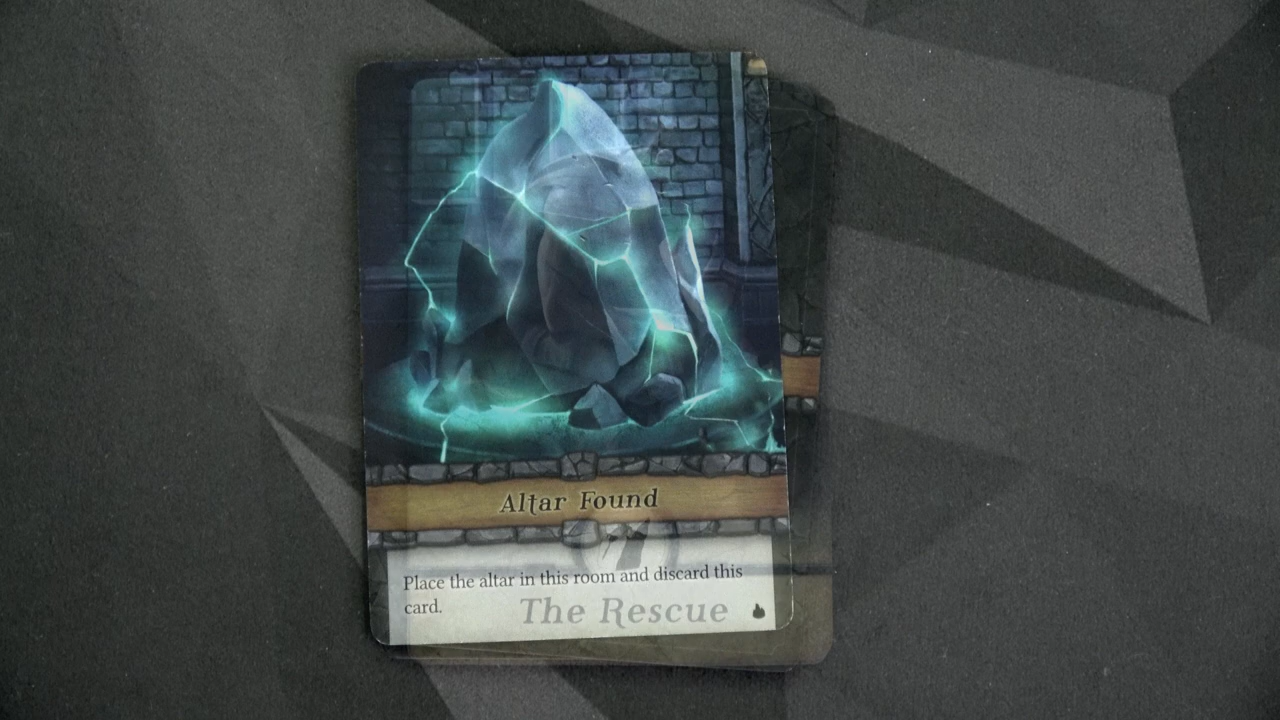 Altar Found
Place the altar in this room and discard this
card.
The Rescue